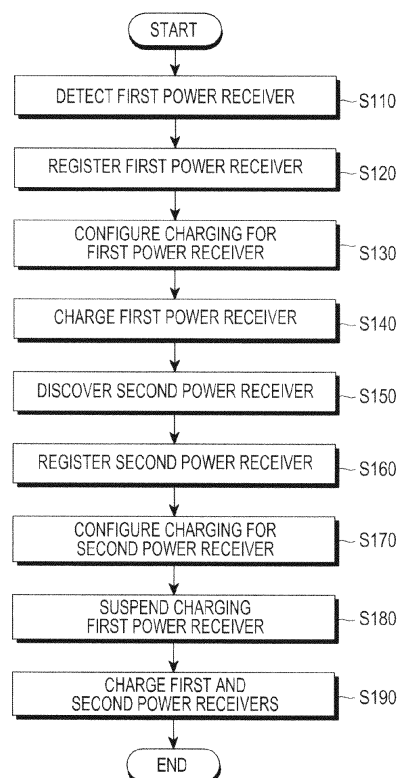 START
DETECT FIRST POWER RECEIVER
S110
REGISTER FIRST POWER RECEIVER
S120
CONFIGURE CHARGING FOR
FIRST POWER RECEIVER
S130
CHARGE FIRST POWER RECEIVER
S140
DISCOVER SECOND POWER RECEIVER
S150
REGISTER SECOND POWER RECEIVER
S160
CONFIGURE CHARGING FOR
SECOND POWER RECEIVER
S170
SUSPEND CHARGING
FIRST POWER RECEIVER
S180
CHARGE FIRST AND
SECOND POWER RECEIVERS
S190
END